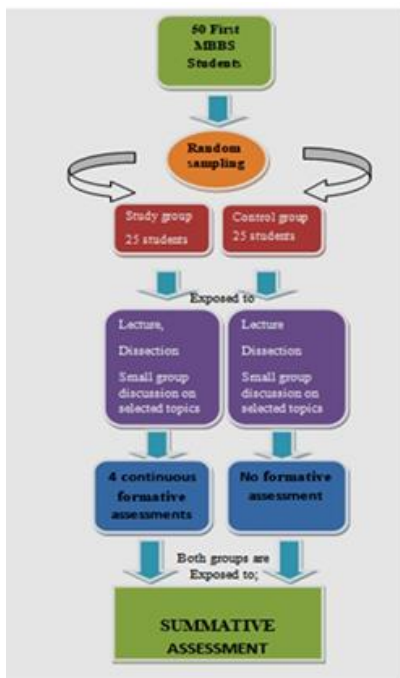 50 First
MBBS
Students
Random
sampling
Study group
25 students
Control group
25 students
Exposed to
Lecture,
Dissection
Small group
discussion on
selected topics
Lecture
Dissection
Small group
discussion on
selected topics
4 continuous
formative
assessments
No formative
assessment
Both groups are
Exposed to;
SUMMATIVE
ASSESSMENT